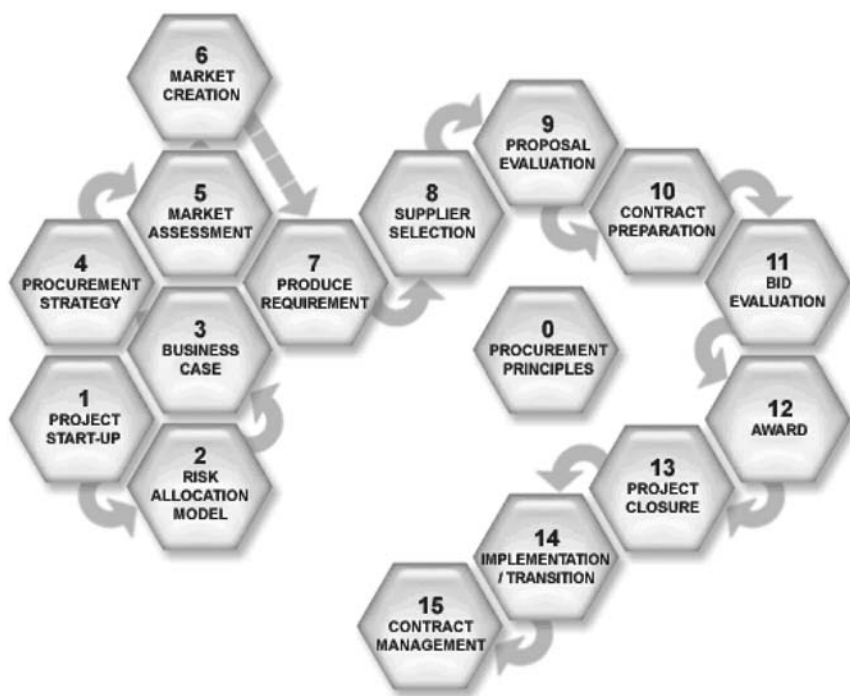 6
MARKET
CREATION
9
PROPOSAL
EVALUATION
5
MARKET
ASSESSMENT
8
SUPPLIER
SELECTION
10
CONTRACT
PREPARATION
4
PROCUREMENT
STRATEGY
7
PRODUCE
REQUIREMENT
11
BID
EVALUATION
3
BUSINESS
CASE
0
PROCUREMENT
PRINCIPLES
1
PROJECT
START-UP
12
AWARD
2
RISK
ALLOCATION
MODEL
13
PROJECT
CLOSURE
14
IMPLEMENTATION
/ TRANSITION
15
CONTRACT
MANAGEMENT